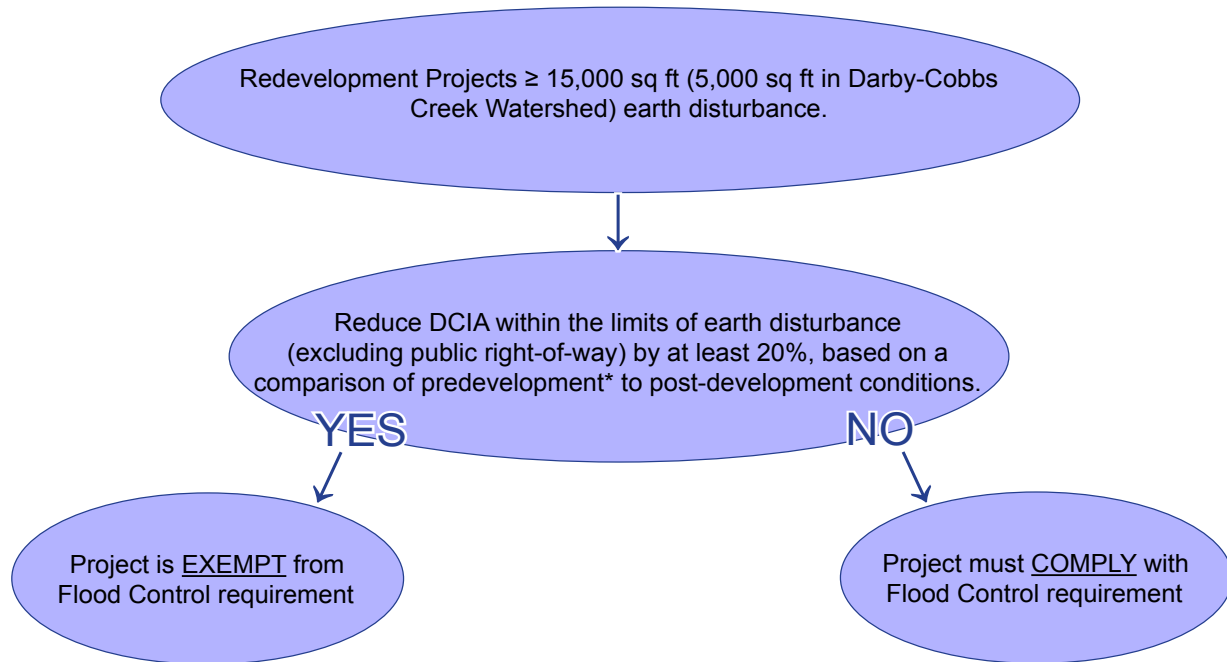 Redevelopment Projects ≥ 15,000 sq ft (5,000 sq ft in Darby-Cobbs
Creek Watershed) earth disturbance.
Reduce DCIA within the limits of earth disturbance
(excluding public right-of-way) by at least 20%, based on a
comparison of predevelopment* to post-development conditions.
YES
NO
Project is EXEMPT from
Flood Control requirement
Project must COMPLY with
Flood Control requirement